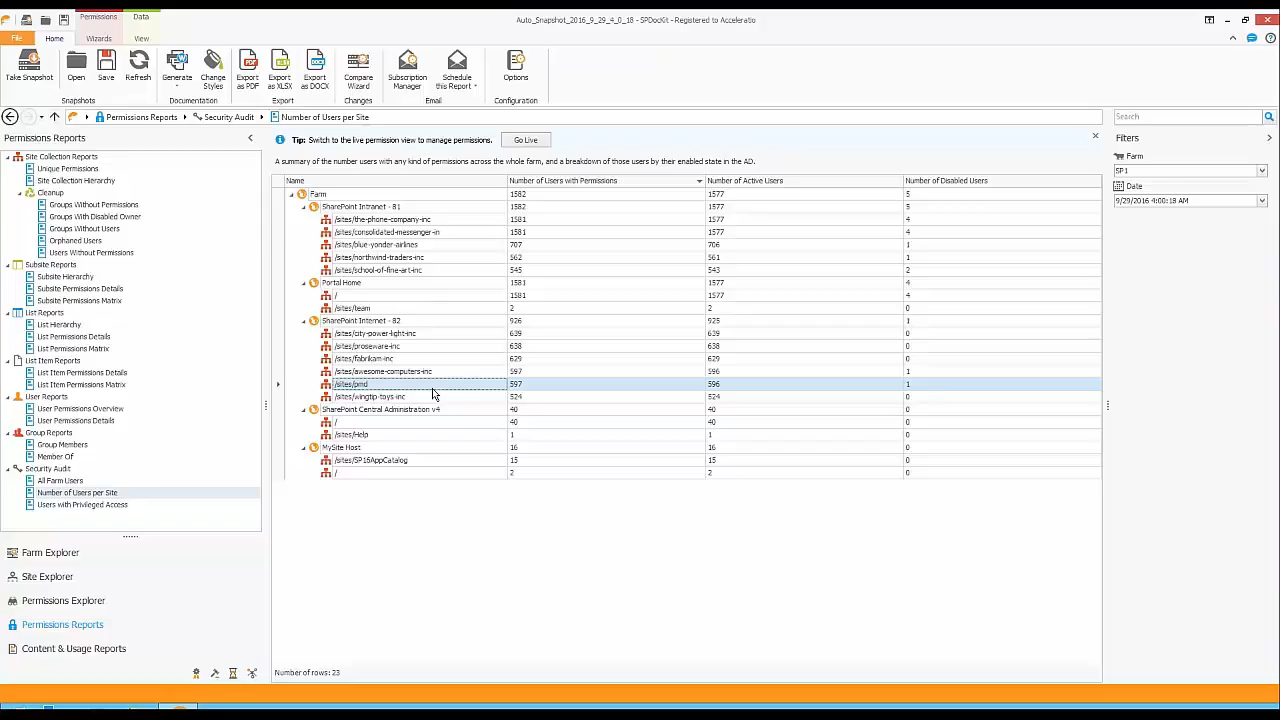 Permissions
Data
Auto_Snapshot_2016_9_29_4_0_18 - SPDocKit - Registered to Acceleratio
File
Home
Wizards
View
Take Snapshot
Open
Save
Refresh
Generate
Change Styles
Export as PDF
Export as XLSX
Export as DOCX
Compare Wizard
Subscription Manager
Schedule this Report
Options
Snapshots
Documentation
Export
Changes
Email
Configuration
Permissions Reports
Security Audit
Number of Users per Site
Search
Permissions Reports
Site Collection Reports
Unique Permissions
Site Collection Hierarchy
Cleanup
Groups Without Permissions
Groups With Disabled Owner
Groups Without Users
Orphaned Users
Users Without Permissions
Subsite Reports
Subsite Hierarchy
Subsite Permissions Details
Subsite Permissions Matrix
List Reports
List Hierarchy
List Permissions Details
List Permissions Matrix
List Item Reports
List Item Permissions Details
List Item Permissions Matrix
User Reports
User Permissions Overview
User Permissions Details
Group Reports
Group Members
Member Of
Security Audit
All Farm Users
Number of Users per Site
Users with Privileged Access
Farm Explorer
Site Explorer
Permissions Explorer
Permissions Reports
Content & Usage Reports
Tip: Switch to the live permission view to manage permissions.
Go Live
A summary of the number users with any kind of permissions across the whole farm, and a breakdown of those users by their enabled state in the AD.
Name Number of Users with Permissions Number of Active Users Number of Disabled Users
Farm 1582 1577 5
SharePoint Intranet - 81 1582 1577 5
/sites/the-phone-company-inc 1581 1577 4
/sites/consolidated-messenger-in 1581 1577 4
/sites/blue-yonder-airlines 707 706 1
/sites/northwind-traders-inc 562 561 1
/sites/school-of-fine-art-inc 545 543 2
Portal Home 1581 1577 4
/ 1581 1577 4
/sites/team 2 2 0
SharePoint Internet - 82 926 925 1
/sites/city-power-light-inc 639 639 0
/sites/proseware-inc 638 638 0
/sites/fabrikam-inc 629 629 0
/sites/awesome-computers-inc 597 596 1
/sites/pmd 597 596 1
/sites/wingtip-toys-inc 524 524 0
SharePoint Central Administration v4 40 40 0
/ 40 40 0
/sites/Help 1 1 0
MySite Host 16 16 0
/sites/SP16AppCatalog 15 15 0
/ 2 2 0
Number of rows: 23
Filters
Farm
SP1
Date
9/29/2016 4:00:18 AM